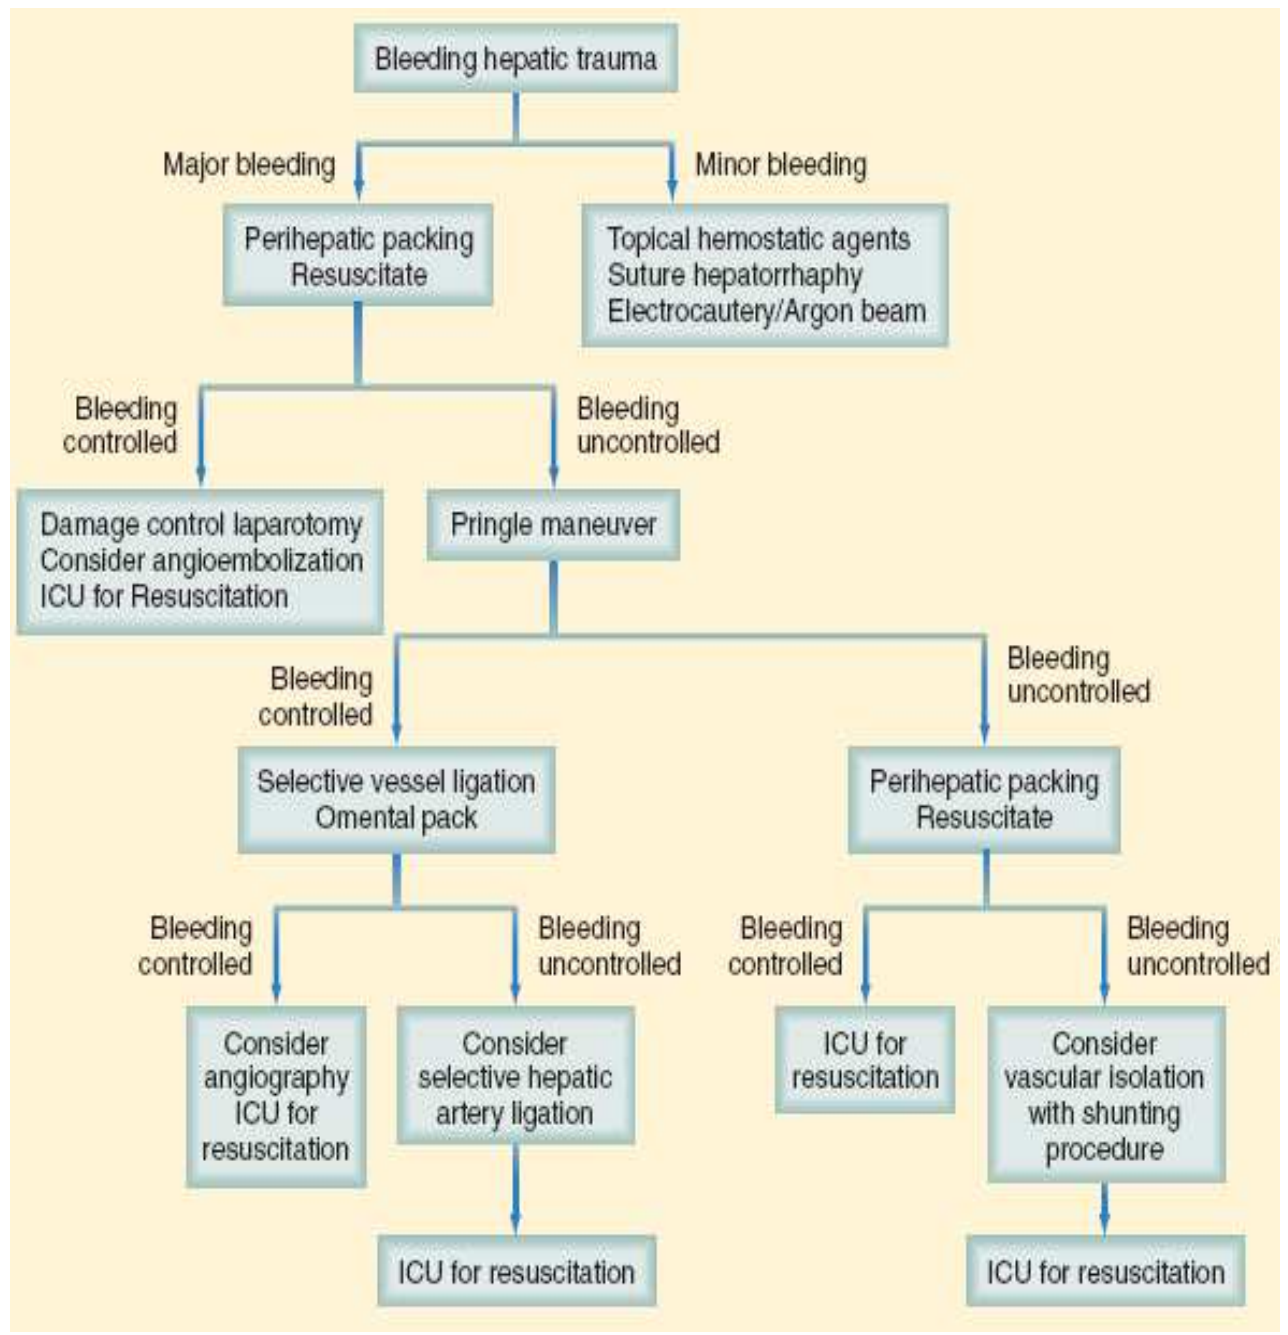 Bleeding hepatic trauma
Major bleeding
Minor bleeding
Perihepatic packing
Resuscitate
Topical hemostatic agents
Suture hepatorrhaphy
Electrocautery/Argon beam
Bleeding
controlled
Bleeding
uncontrolled
Damage control laparotomy
Consider angioembolization
ICU for Resuscitation
Pringle maneuver
Bleeding
controlled
Bleeding
uncontrolled
Selective vessel ligation
Omental pack
Perihepatic packing
Resuscitate
Bleeding
controlled
Bleeding
uncontrolled
Bleeding
controlled
Bleeding
uncontrolled
Consider
angiography
ICU for
resuscitation
Consider
selective hepatic
artery ligation
ICU for
resuscitation
Consider
vascular isolation
with shunting
procedure
ICU for resuscitation
ICU for resuscitation